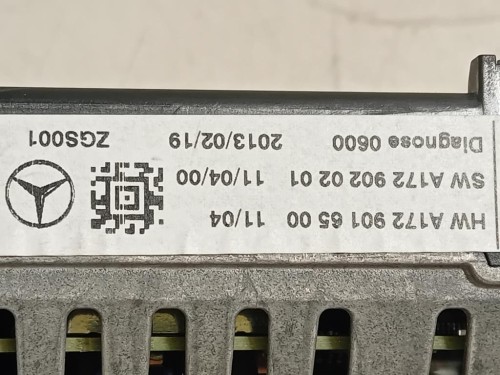 HW A172 901 65 00 11/04
SW A172 902 02 01 11/04/00
Diagnose 0600 2013/02/19 ZGS001